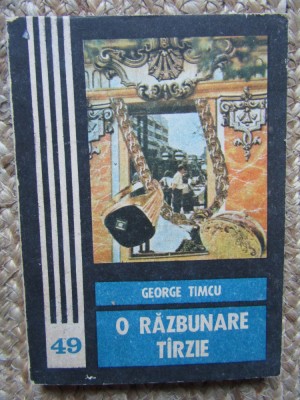 GEORGE TIMCU
O RĂZBUNARE
TÎRZIE
49